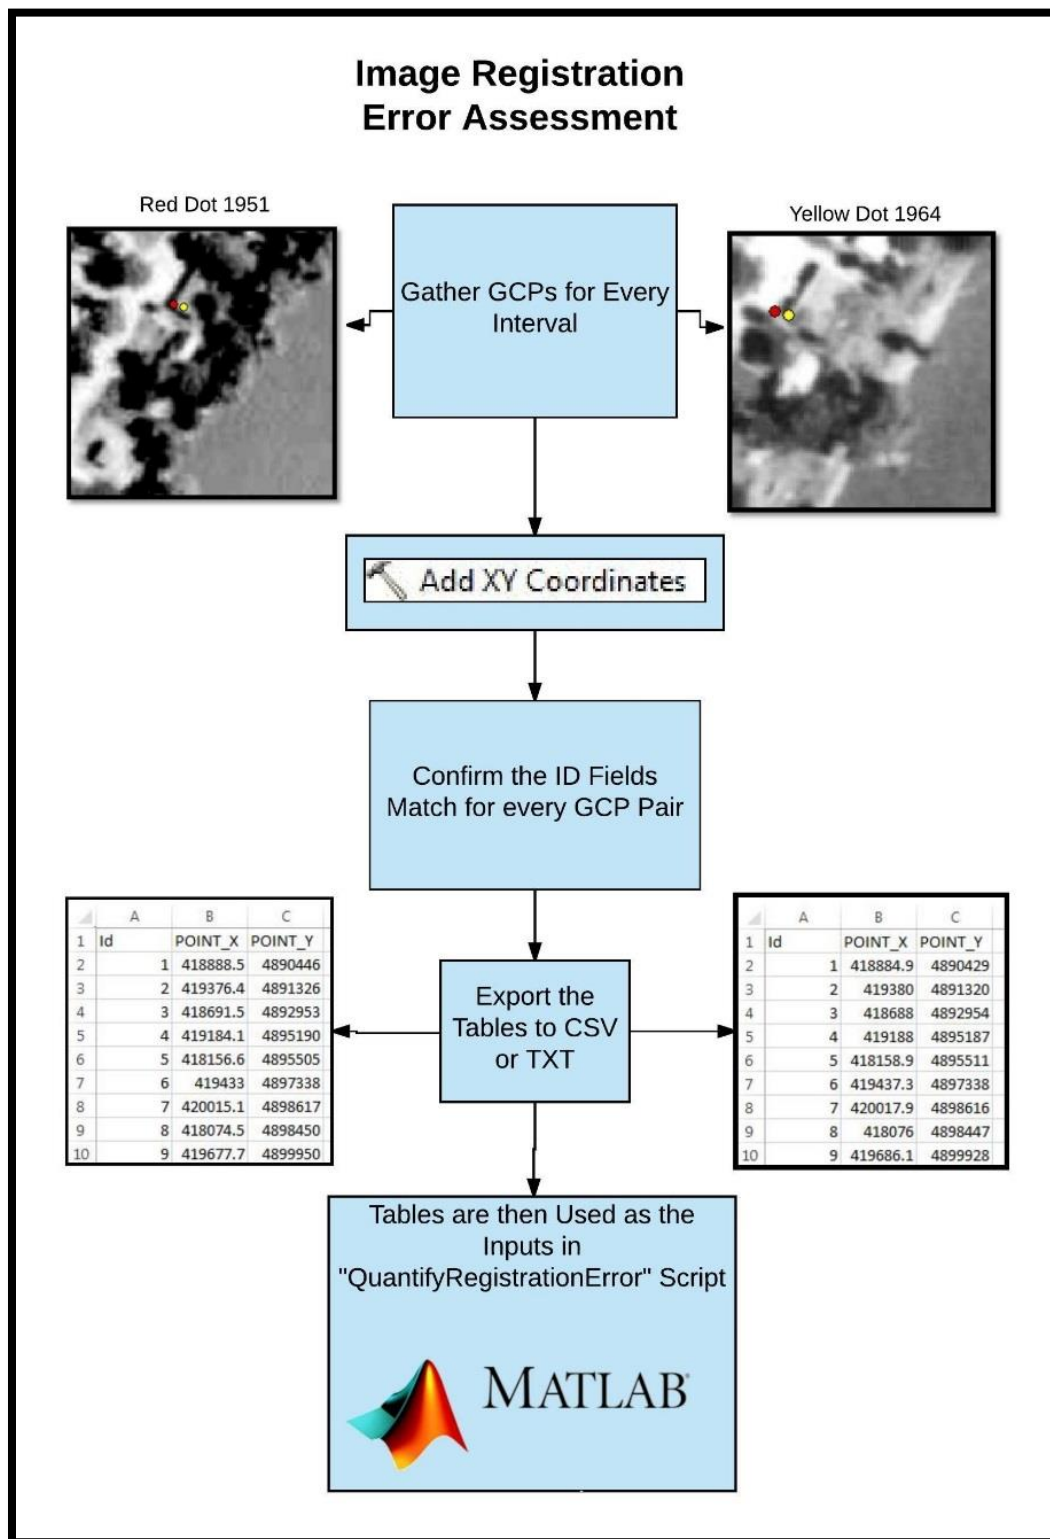 Image Registration
Error Assessment
Red Dot 1951
Yellow Dot 1964
Gather GCPs for Every
Interval
Add XY Coordinates
Confirm the ID Fields
Match for every GCP Pair
A B C
1 Id POINT_X POINT_Y
2 1 418888.5 4890446
3 2 419376.4 4891326
4 3 418691.5 4892953
5 4 419184.1 4895190
6 5 418156.6 4895505
7 6 419433 4897338
8 7 420015.1 4898617
9 8 418074.5 4898450
10 9 419677.7 4899950
Export the
Tables to CSV
or TXT
A B C
1 Id POINT_X POINT_Y
2 1 418884.9 4890429
3 2 419380 4891320
4 3 418688 4892954
5 4 419188 4895187
6 5 418158.9 4895511
7 6 419437.3 4897338
8 7 420017.9 4898616
9 8 418076 4898447
10 9 419686.1 4899928
Tables are then Used as the
Inputs in
"QuantifyRegistrationError" Script
MATLAB®